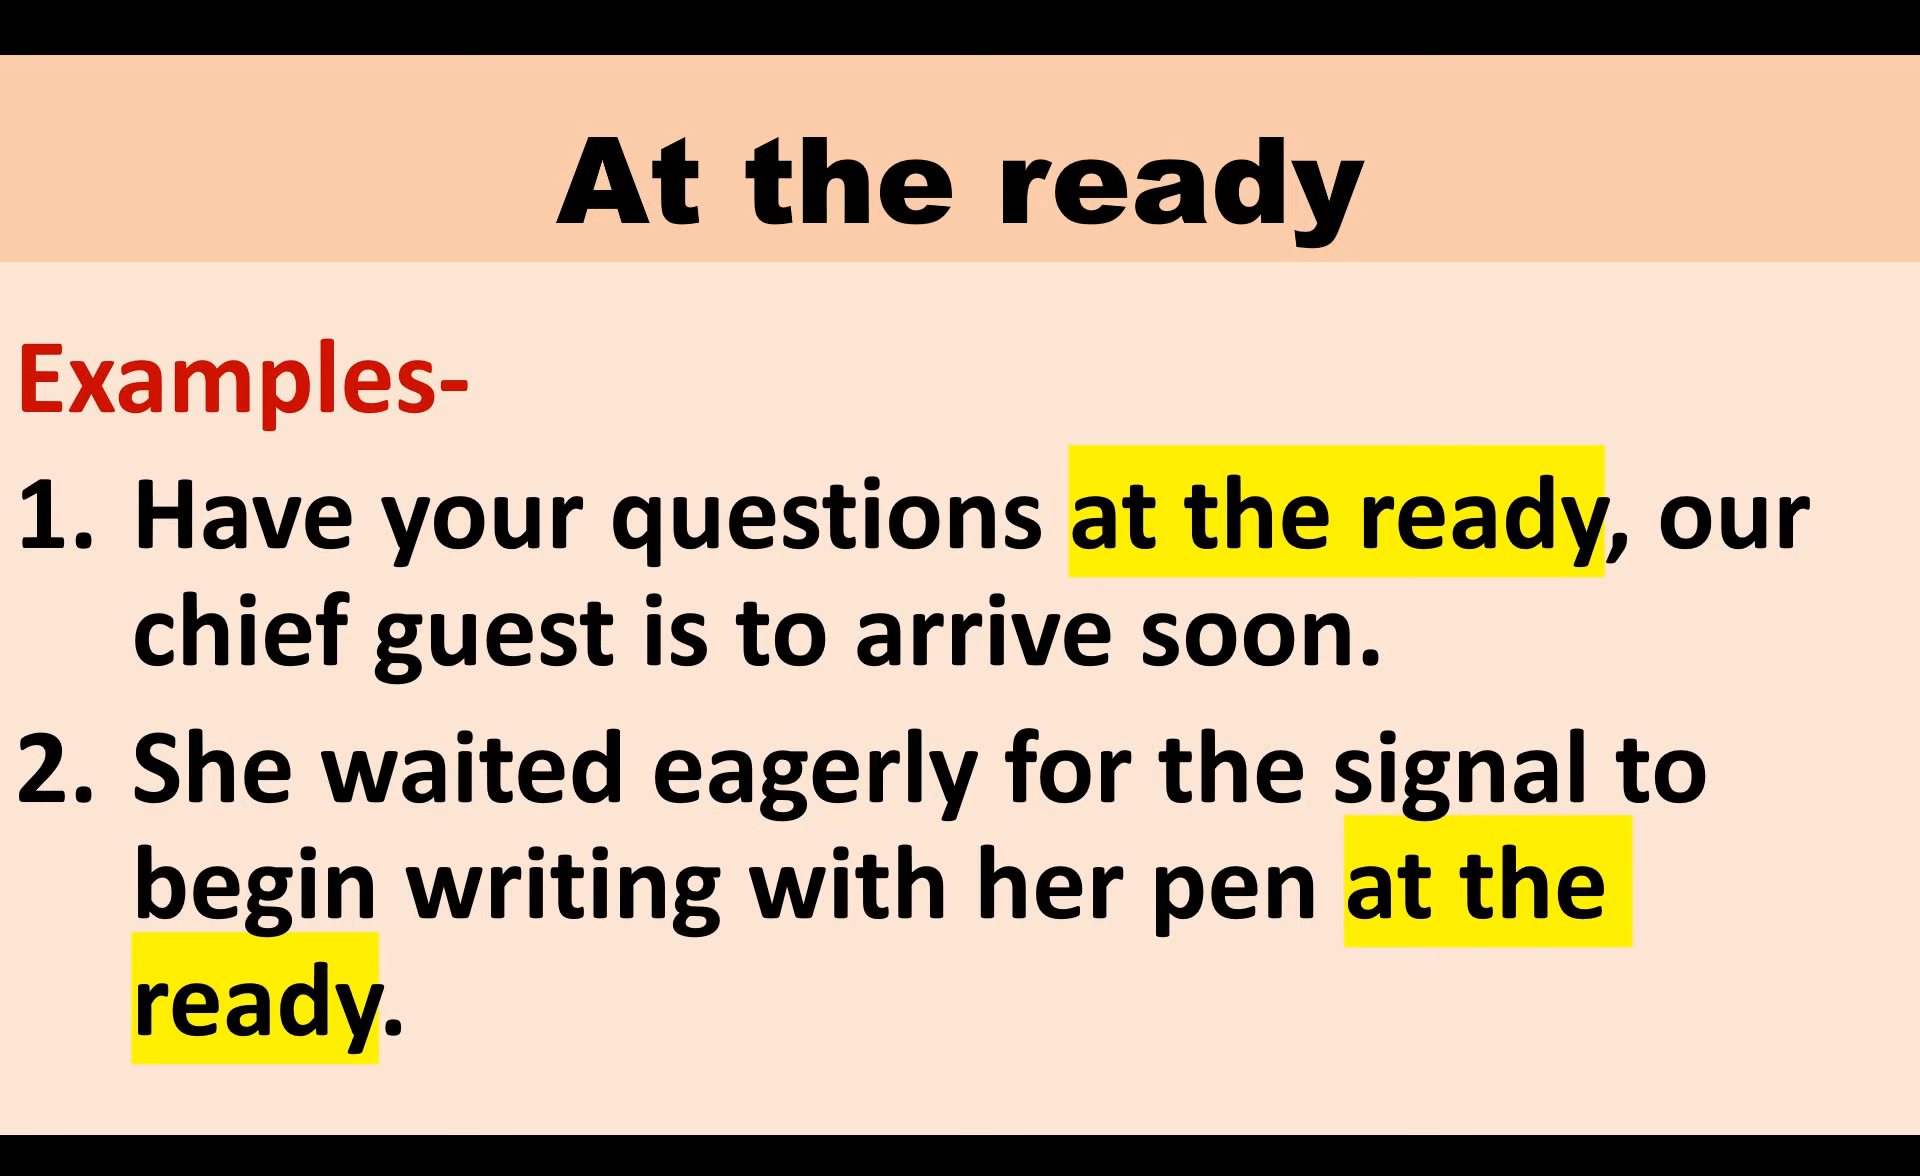 At the ready
Examples-
1. Have your questions at the ready, our
chief guest is to arrive soon.
2. She waited eagerly for the signal to
begin writing with her pen at the
ready.